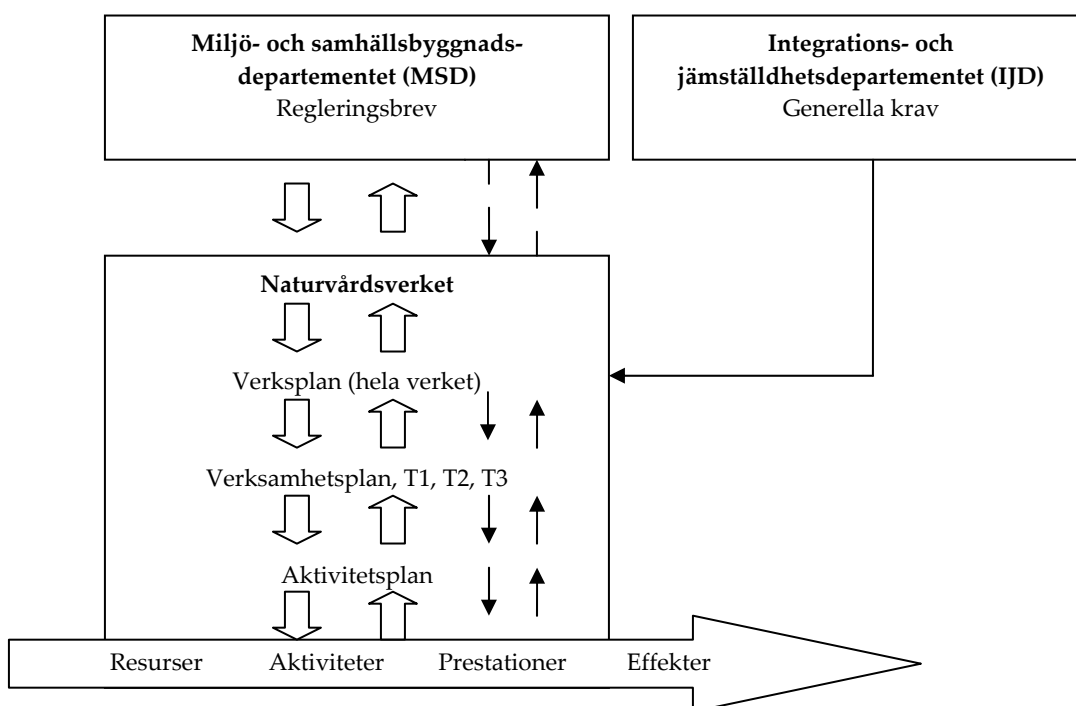 Miljö- och samhällsbyggnads-
departementet (MSD)
Regleringsbrev
Integrations- och
jämställdhetsdepartementet (IJD)
Generella krav
Naturvårdsverket
Verksplan (hela verket)
Verksamhetsplan, T1, T2, T3
Aktivitetsplan
Resurser Aktiviteter Prestationer Effekter